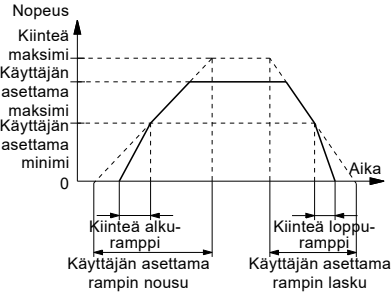 Nopeus
Kiinteä
maksimi
Käyttäjän
asettama
maksimi
Käyttäjän
asettama
minimi
0
Aika
Kiinteä alku-
ramppi
Kiinteä loppu-
ramppi
Käyttäjän asettama
rampin nousu
Käyttäjän asettama
rampin lasku